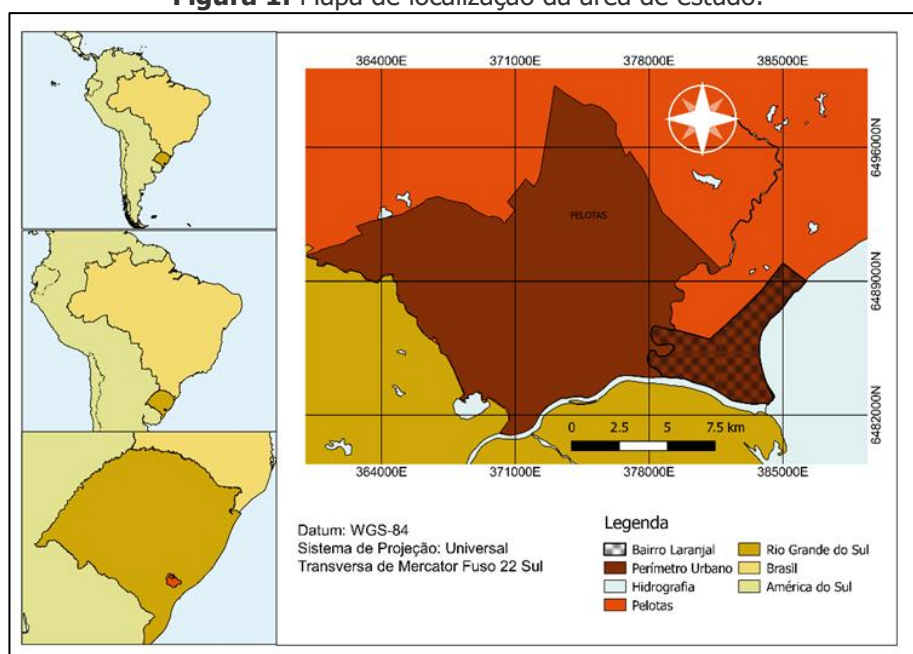 Figura 1. Mapa de localização da área de estudo.
364000E 371000E 378000E 385000E
6496000N
PELOTAS
6489000N
6482000N
0 2.5 5 7.5 km
364000E 371000E 378000E 385000E
Datum: WGS-84
Sistema de Projeção: Universal
Transversa de Mercator Fuso 22 Sul
Legenda
Bairro Laranjal
Perímetro Urbano
Hidrografia
Pelotas
Rio Grande do Sul
Brasil
América do Sul